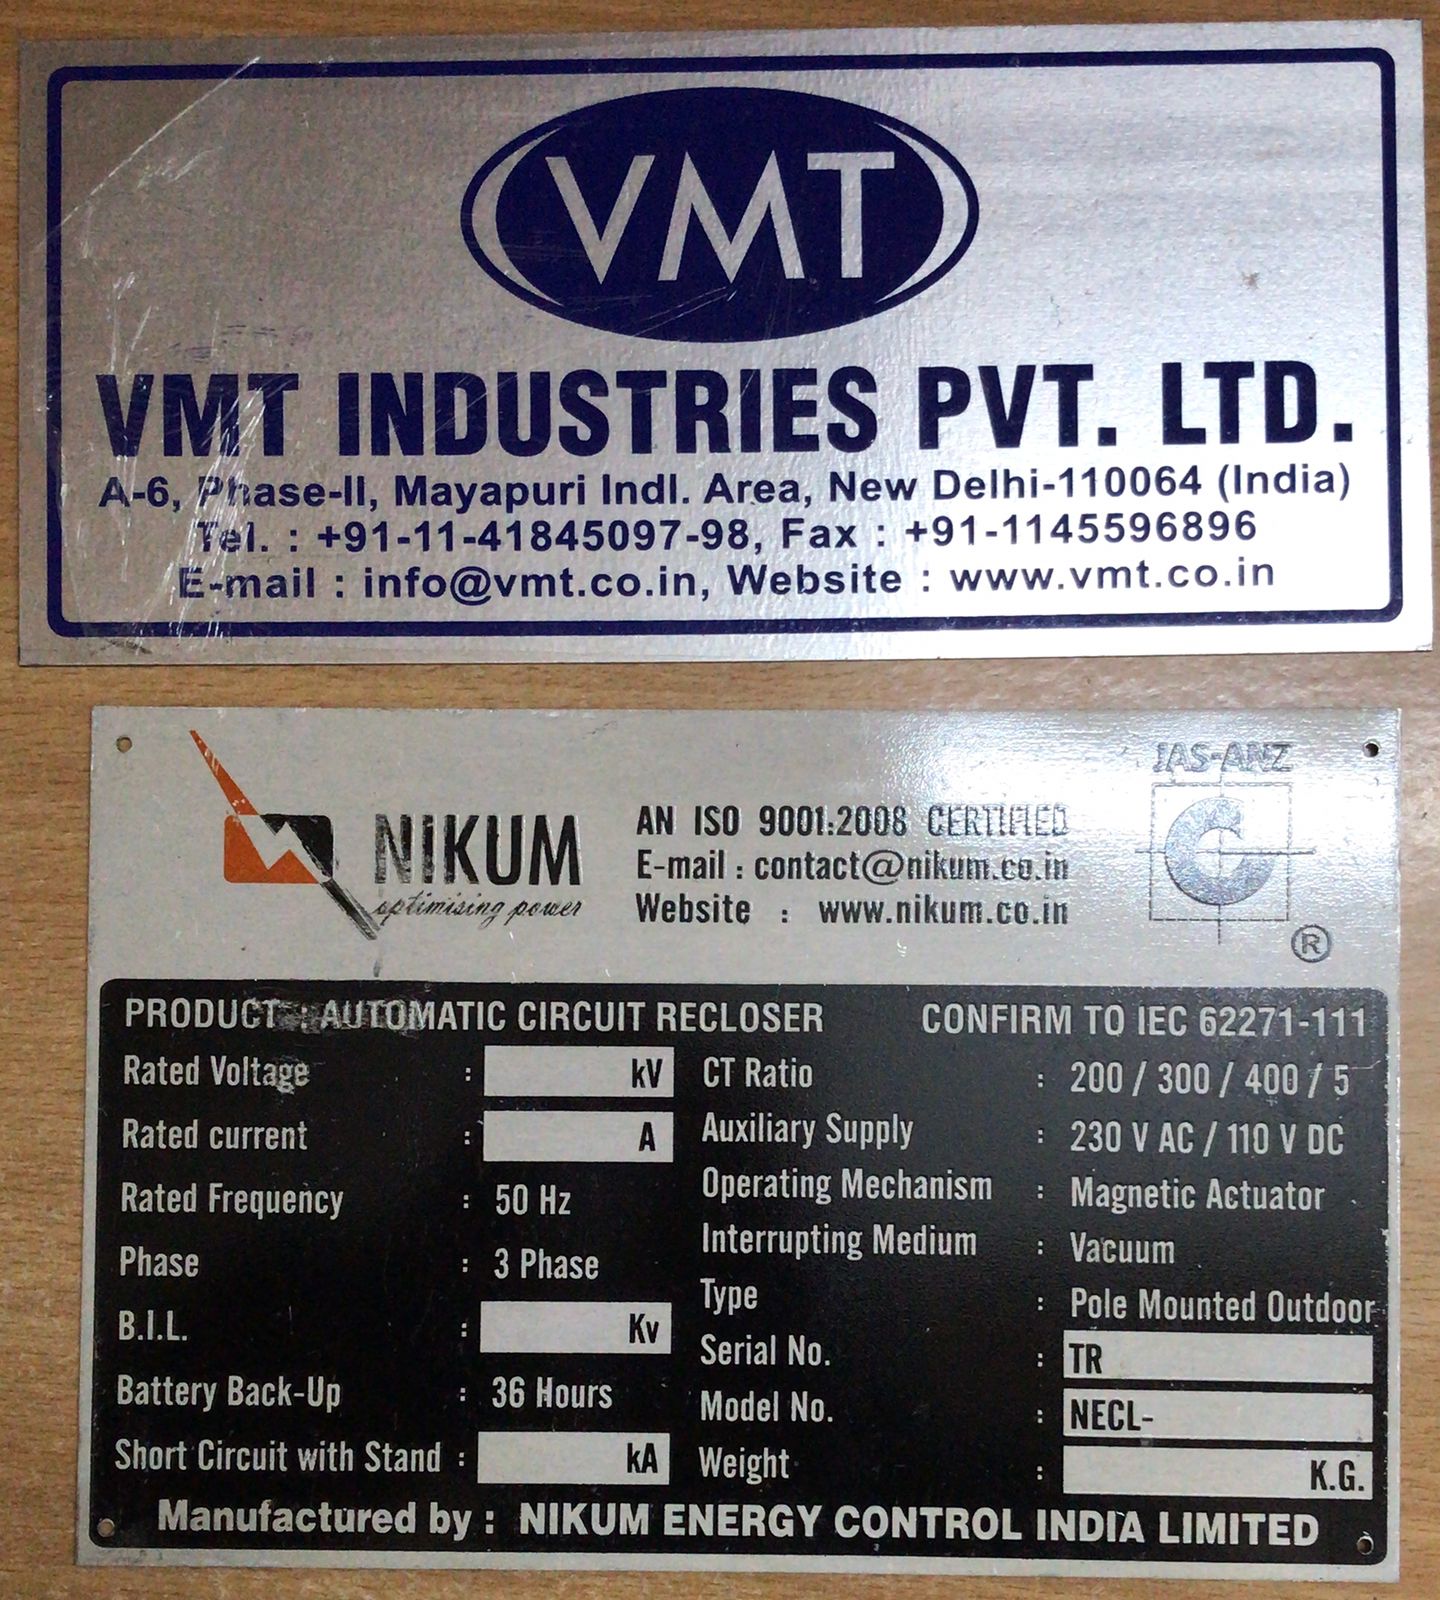 VMT
VMT INDUSTRIES PVT. LTD.
A-6, Phase-II, Mayapuri Indl. Area, New Delhi-110064 (India)
Tel. : +91-11-41845097-98, Fax : +91-1145596896
E-mail : info@vmt.co.in, Website : www.vmt.co.in
NIKUM
optimising power
AN ISO 9001:2008 CERTIFIED
E-mail : contact@nikum.co.in
Website : www.nikum.co.in
JAS-ANZ
C
®
PRODUCT : AUTOMATIC CIRCUIT RECLOSER
CONFIRM TO IEC 62271-111
Rated Voltage : kV
Rated current : A
Rated Frequency : 50 Hz
Phase : 3 Phase
B.I.L. : Kv
Battery Back-Up : 36 Hours
Short Circuit with Stand : kA
CT Ratio : 200 / 300 / 400 / 5
Auxiliary Supply : 230 V AC / 110 V DC
Operating Mechanism : Magnetic Actuator
Interrupting Medium : Vacuum
Type : Pole Mounted Outdoor
Serial No. : TR
Model No. : NECL-
Weight : K.G.
Manufactured by : NIKUM ENERGY CONTROL INDIA LIMITED